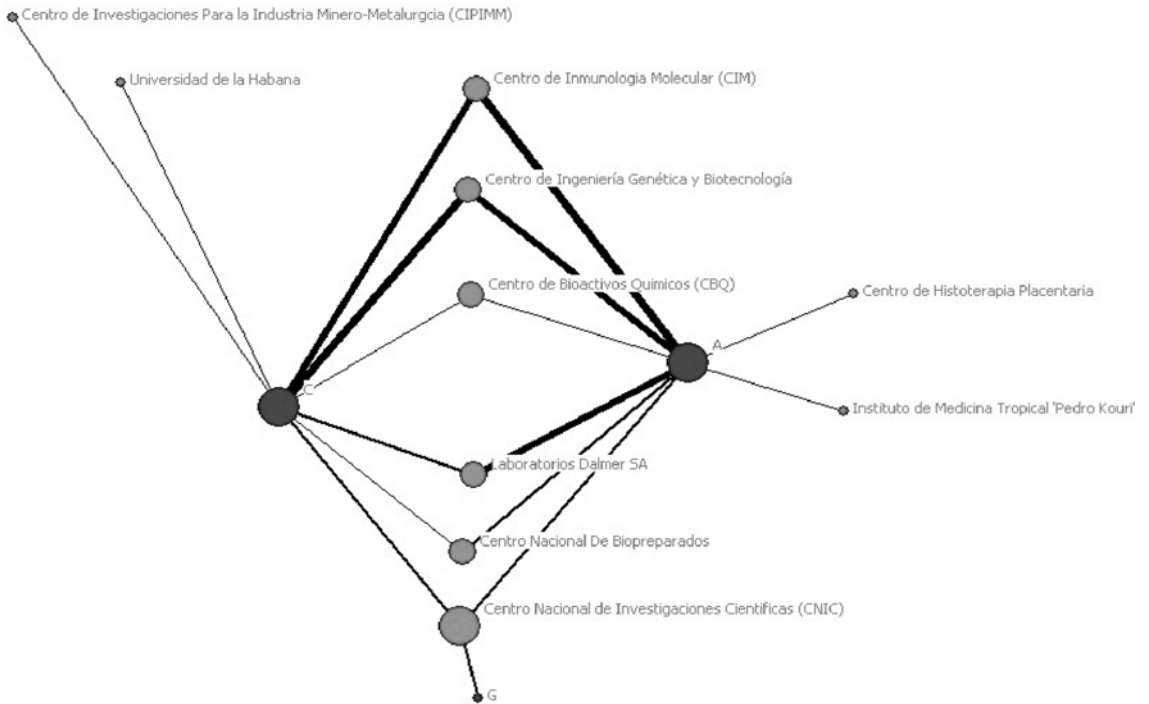 Centro de Investigaciones Para la Industria Minero-Metalurgcia (CIPIMM)
Universidad de la Habana
Centro de Inmunologia Molecular (CIM)
Centro de Ingeniería Genética y Biotecnología
Centro de Bioactivos Quimicos (CBQ)
Centro de Histoterapia Placentaria
A
C
Instituto de Medicina Tropical 'Pedro Kouri'
Laboratorios Dalmer SA
Centro Nacional De Biopreparados
Centro Nacional de Investigaciones Cientificas (CNIC)
G